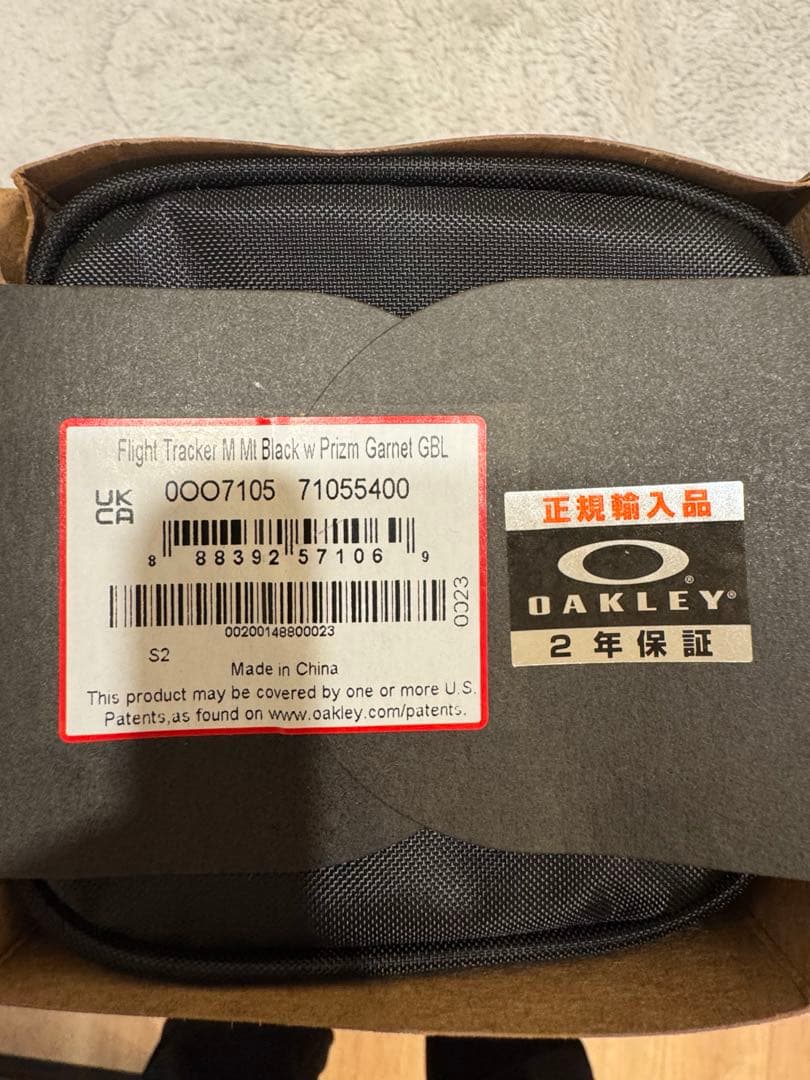 Flight Tracker M Mt Black w Prizm Garnet GBL
UK
CA
0OO7105 71055400
8 88392 57106 9
00200148800023
0023
S2
Made in China
This product may be covered by one or more U.S.
Patents,as found on www.oakley.com/patents.
正規輸入品
®
OAKLEY®
2年保証